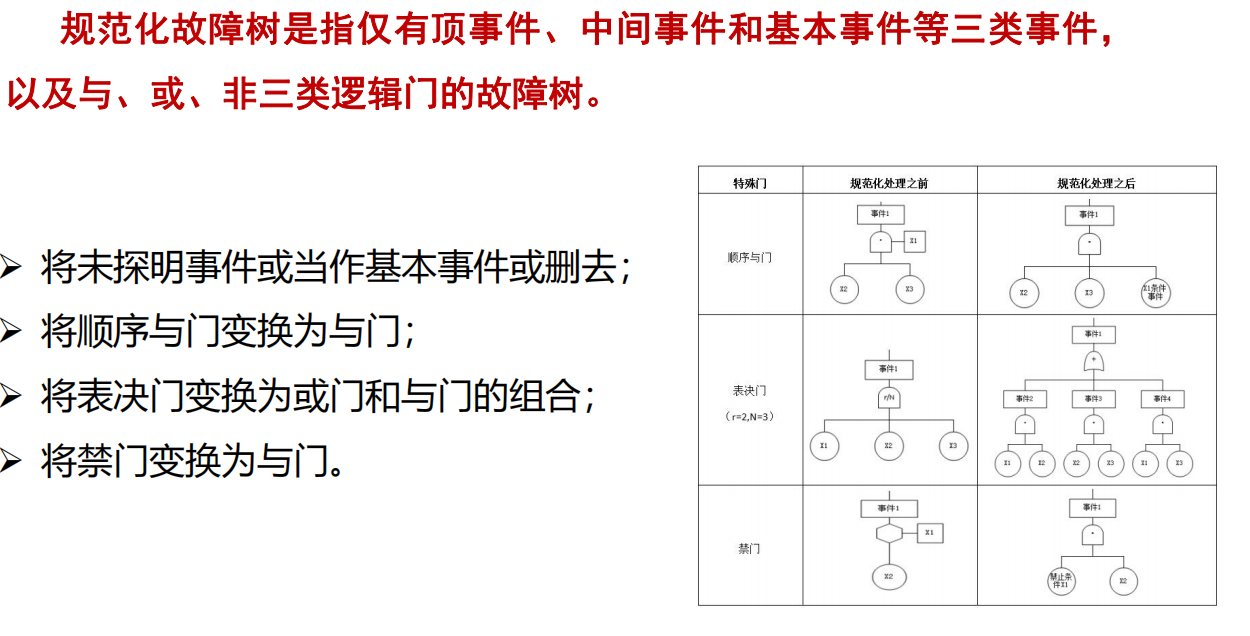 规范化故障树是指仅有顶事件、中间事件和基本事件等三类事件，
以及与、或、非三类逻辑门的故障树。
将未探明事件或当作基本事件或删去；
将顺序与门变换为与门；
将表决门变换为或门和与门的组合；
将禁门变换为与门。
特殊门 规范化处理之前 规范化处理之后
顺序与门
事件1
X1
X2 X3
事件1
X2 X3 X1条件
事件
表决门
（r=2,N=3）
事件1
r/N
X1 X2 X3
事件1
+
事件2 事件3 事件4
X1 X2 X2 X3 X1 X3
禁门
事件1
X1
X2
事件1
禁止条
件X1 X2